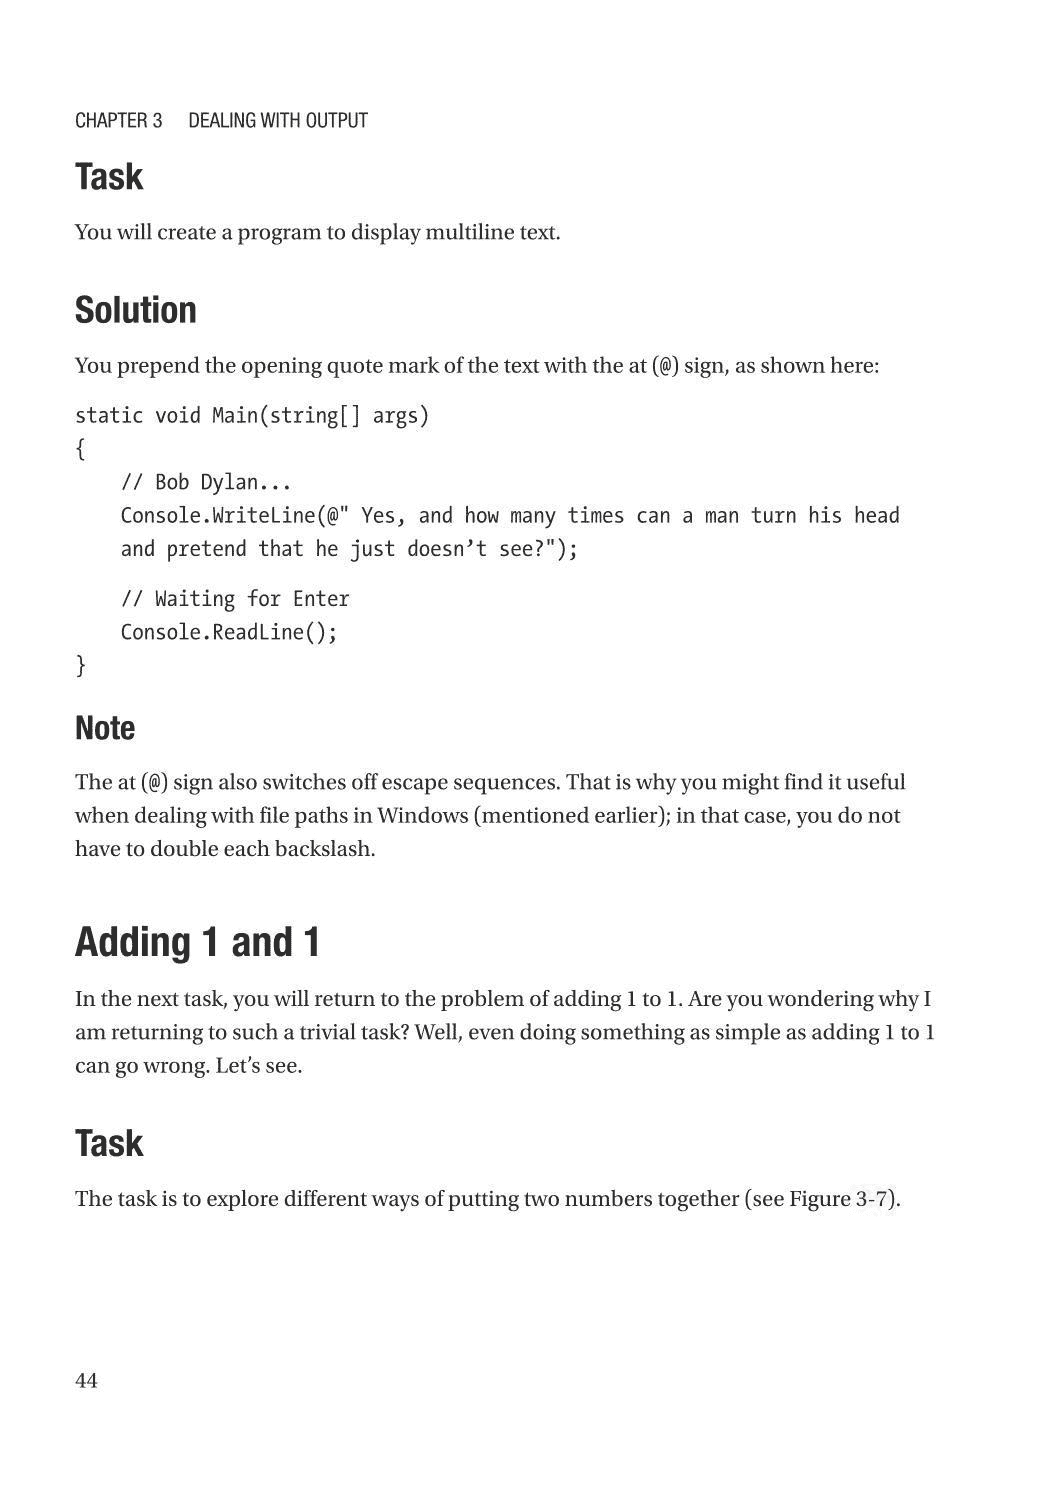 CHAPTER 3 DEALING WITH OUTPUT
Task
You will create a program to display multiline text.
Solution
You prepend the opening quote mark of the text with the at (@) sign, as shown here:
static void Main(string[] args)
{
    // Bob Dylan...
    Console.WriteLine(@" Yes, and how many times can a man turn his head
    and pretend that he just doesn’t see?");
    // Waiting for Enter
    Console.ReadLine();
}
Note
The at (@) sign also switches off escape sequences. That is why you might find it useful
when dealing with file paths in Windows (mentioned earlier); in that case, you do not
have to double each backslash.
Adding 1 and 1
In the next task, you will return to the problem of adding 1 to 1. Are you wondering why I
am returning to such a trivial task? Well, even doing something as simple as adding 1 to 1
can go wrong. Let’s see.
Task
The task is to explore different ways of putting two numbers together (see Figure 3-7).
44